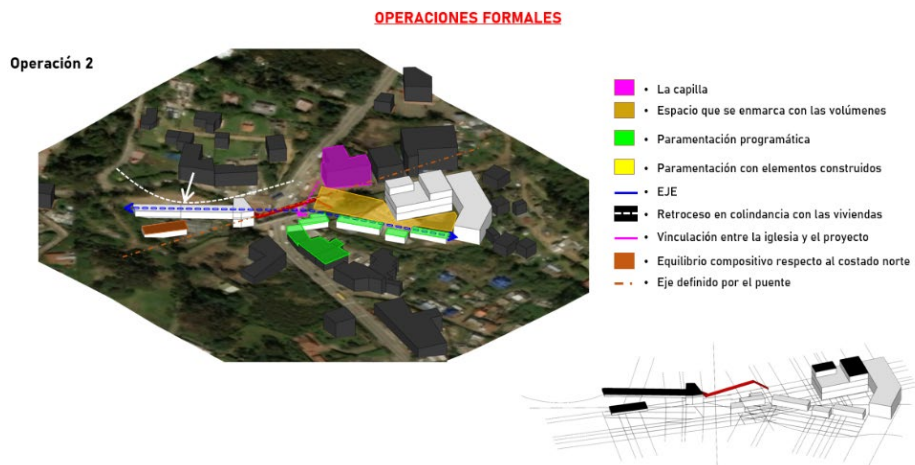 OPERACIONES FORMALES
Operación 2
• La capilla
• Espacio que se enmarca con las volúmenes
• Paramentación programática
• Paramentación con elementos construidos
• EJE
• Retroceso en colindancia con las viviendas
• Vinculación entre la iglesia y el proyecto
• Equilibrio compositivo respecto al costado norte
• Eje definido por el puente